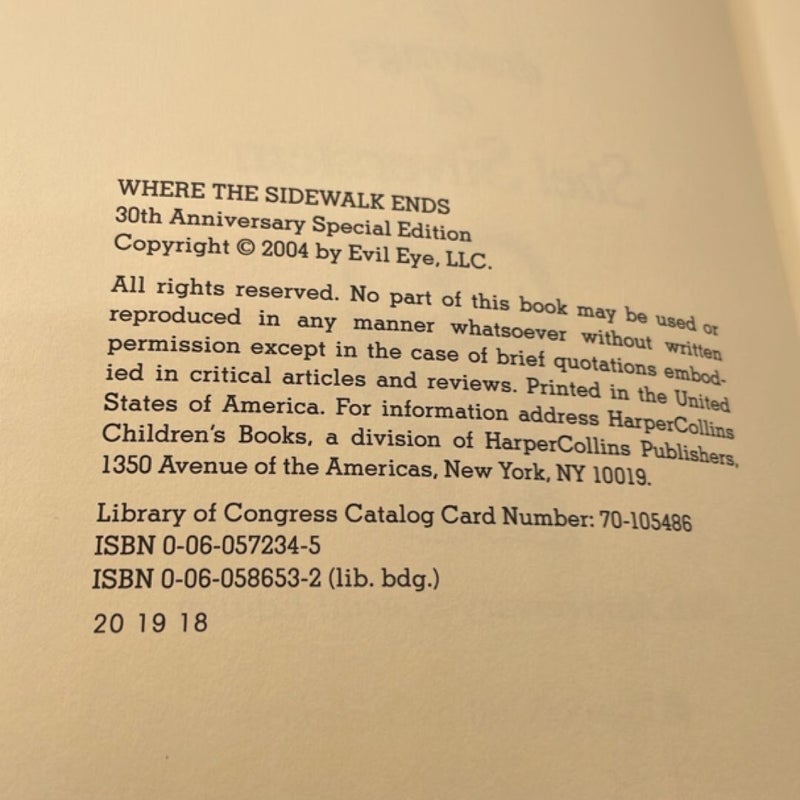 WHERE THE SIDEWALK ENDS
30th Anniversary Special Edition
Copyright © 2004 by Evil Eye, LLC.
All rights reserved. No part of this book may be used or
reproduced in any manner whatsoever without written
permission except in the case of brief quotations embod-
ied in critical articles and reviews. Printed in the United
States of America. For information address HarperCollins
Children's Books, a division of HarperCollins Publishers,
1350 Avenue of the Americas, New York, NY 10019.
Library of Congress Catalog Card Number: 70-105486
ISBN 0-06-057234-5
ISBN 0-06-058653-2 (lib. bdg.)
20 19 18